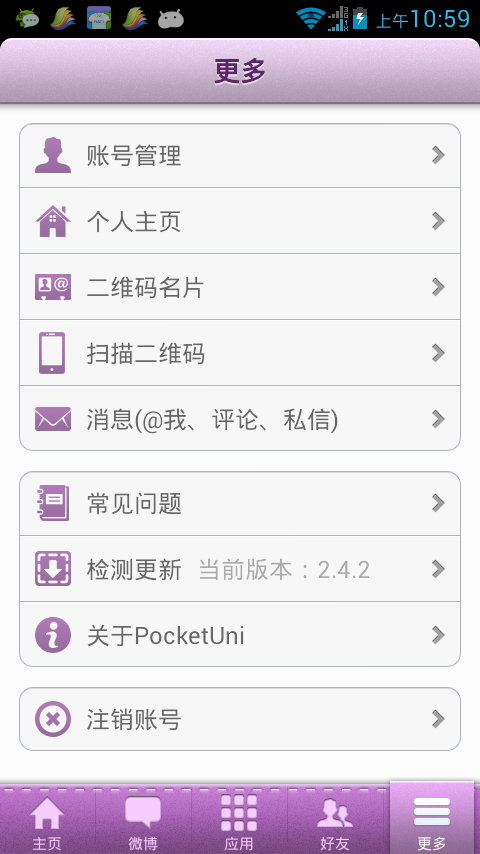 上午10:59
更多
账号管理
个人主页
二维码名片
扫描二维码
消息(@我、评论、私信)
常见问题
检测更新 当前版本：2.4.2
关于PocketUni
注销账号
主页 微博 应用 好友 更多